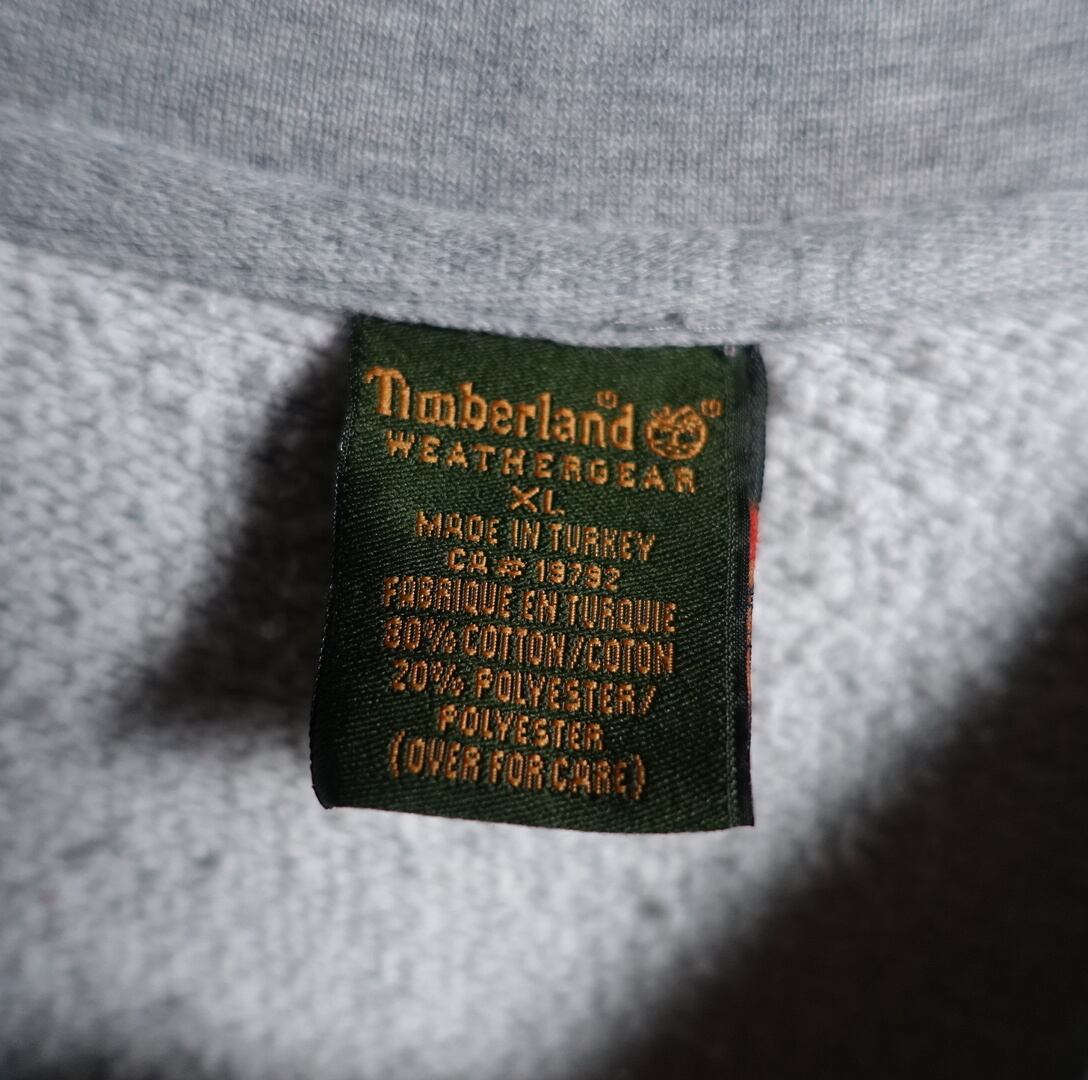 Timberland
WEATHERGEAR
XL
MADE IN TURKEY
CA # 19792
FABRIQUE EN TURQUIE
80% COTTON/COTON
20% POLYESTER/
POLYESTER
(OVER FOR CARE)